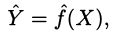 Ŷ = f̂(X),